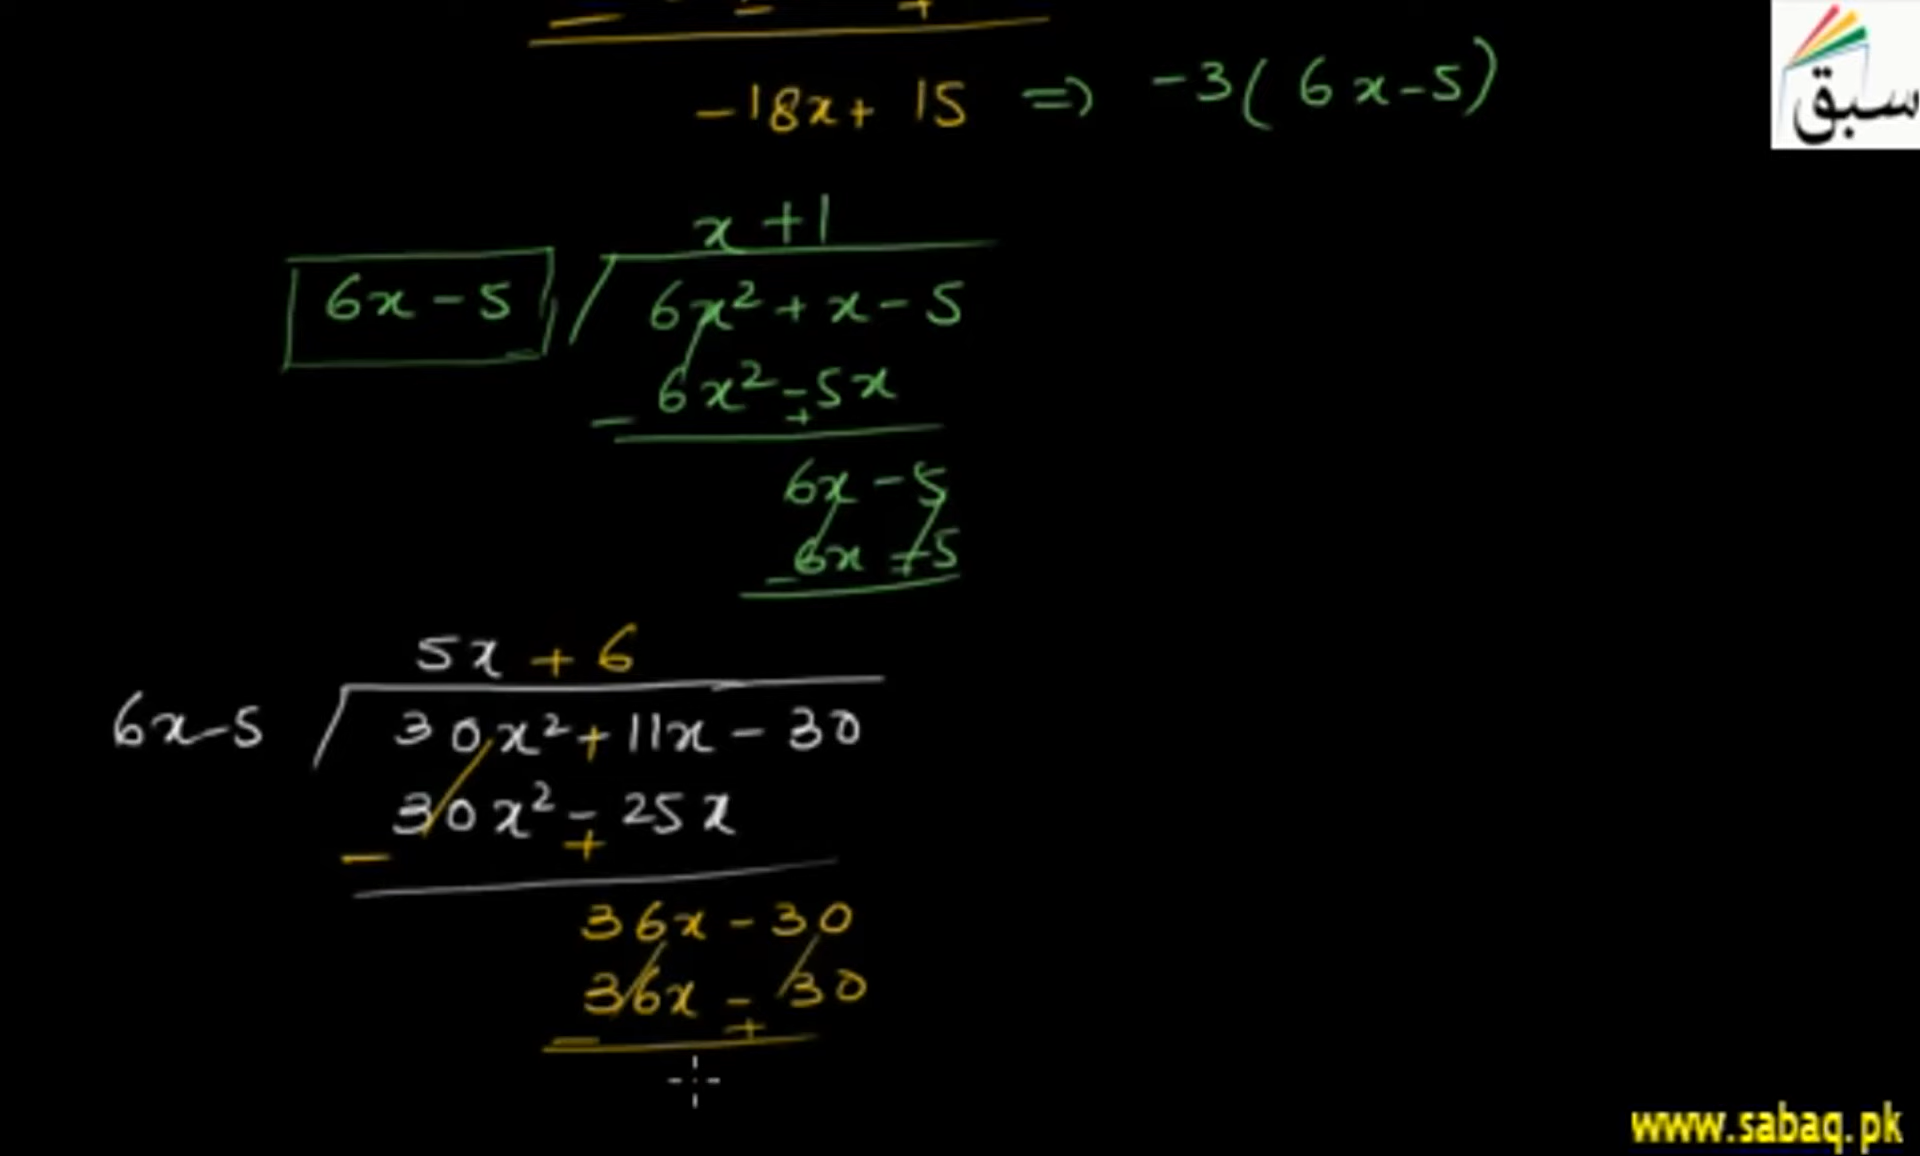 -18x + 15 => -3(6x-5)
سبق
x + 1
6x - 5 / 6x² + x - 5
6x² - 5x
- +
6x - 5
6x - 5
- +
5x + 6
6x-5 / 30x² + 11x - 30
30x² - 25x
- +
36x - 30
36x - 30
- +
www.sabaq.pk